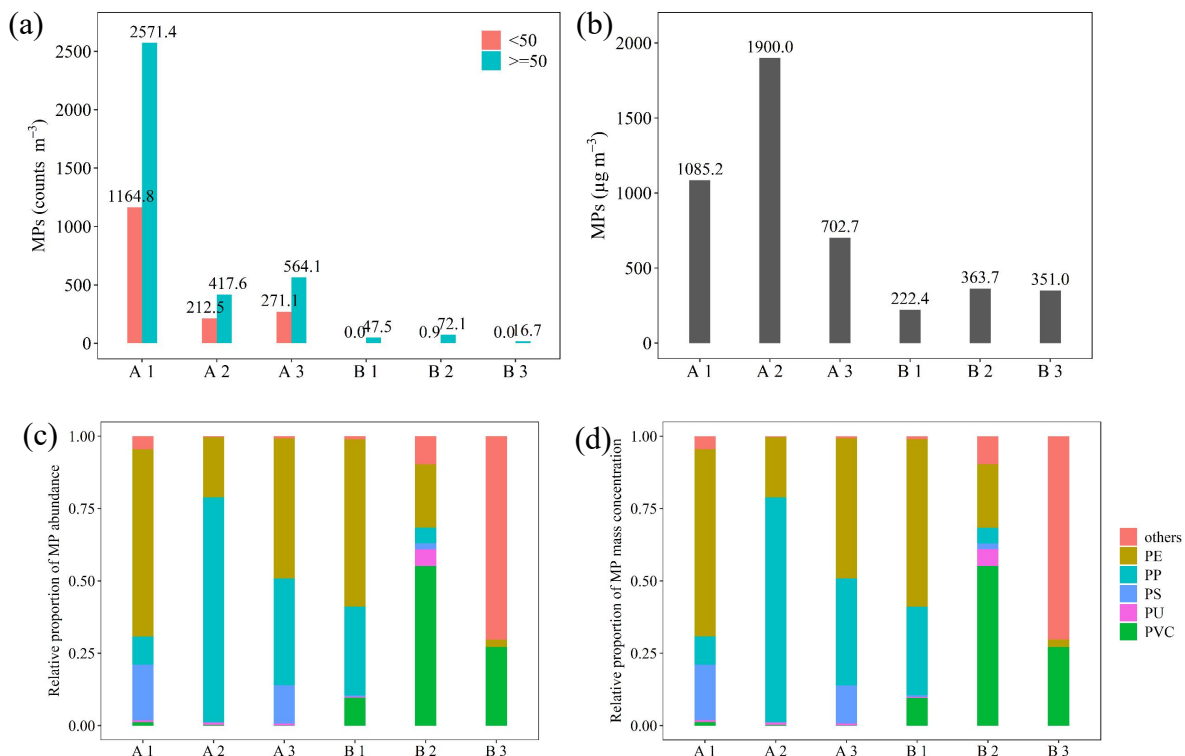 (a)
2571.4
<50
>=50
1164.8
417.6
212.5
564.1
271.1
0.0
47.5
0.9
72.1
0.0
16.7
2500
2000
1500
1000
500
0
MPs (counts m⁻³)
A 1 A 2 A 3 B 1 B 2 B 3
(b)
1900.0
1085.2
702.7
222.4
363.7
351.0
2000
1500
1000
500
0
MPs (µg m⁻³)
A 1 A 2 A 3 B 1 B 2 B 3
(c)
1.00
0.75
0.50
0.25
0.00
Relative proportion of MP abundance
A 1 A 2 A 3 B 1 B 2 B 3
(d)
1.00
0.75
0.50
0.25
0.00
Relative proportion of MP mass concentration
A 1 A 2 A 3 B 1 B 2 B 3
others
PE
PP
PS
PU
PVC